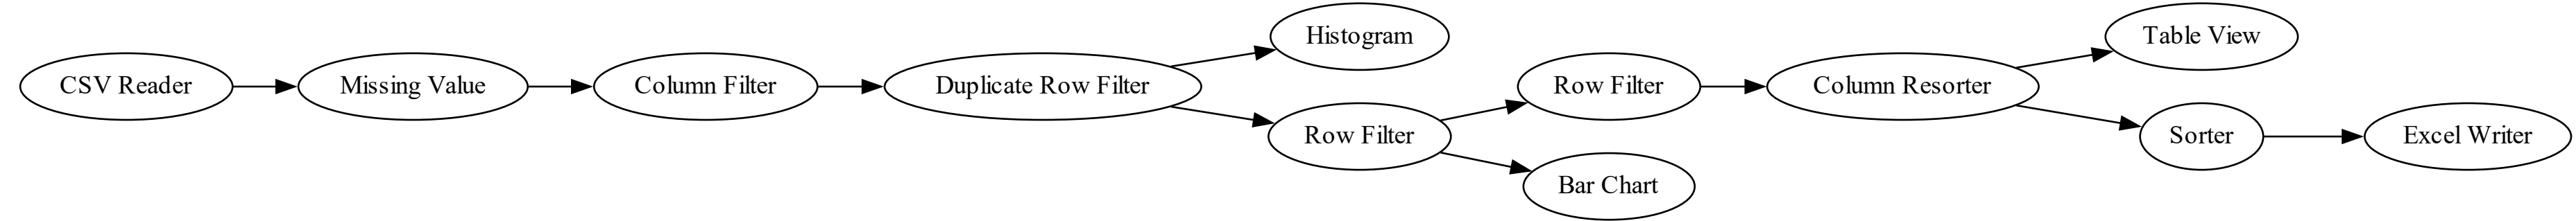 CSV Reader
Missing Value
Column Filter
Duplicate Row Filter
Histogram
Row Filter
Row Filter
Bar Chart
Column Resorter
Table View
Sorter
Excel Writer